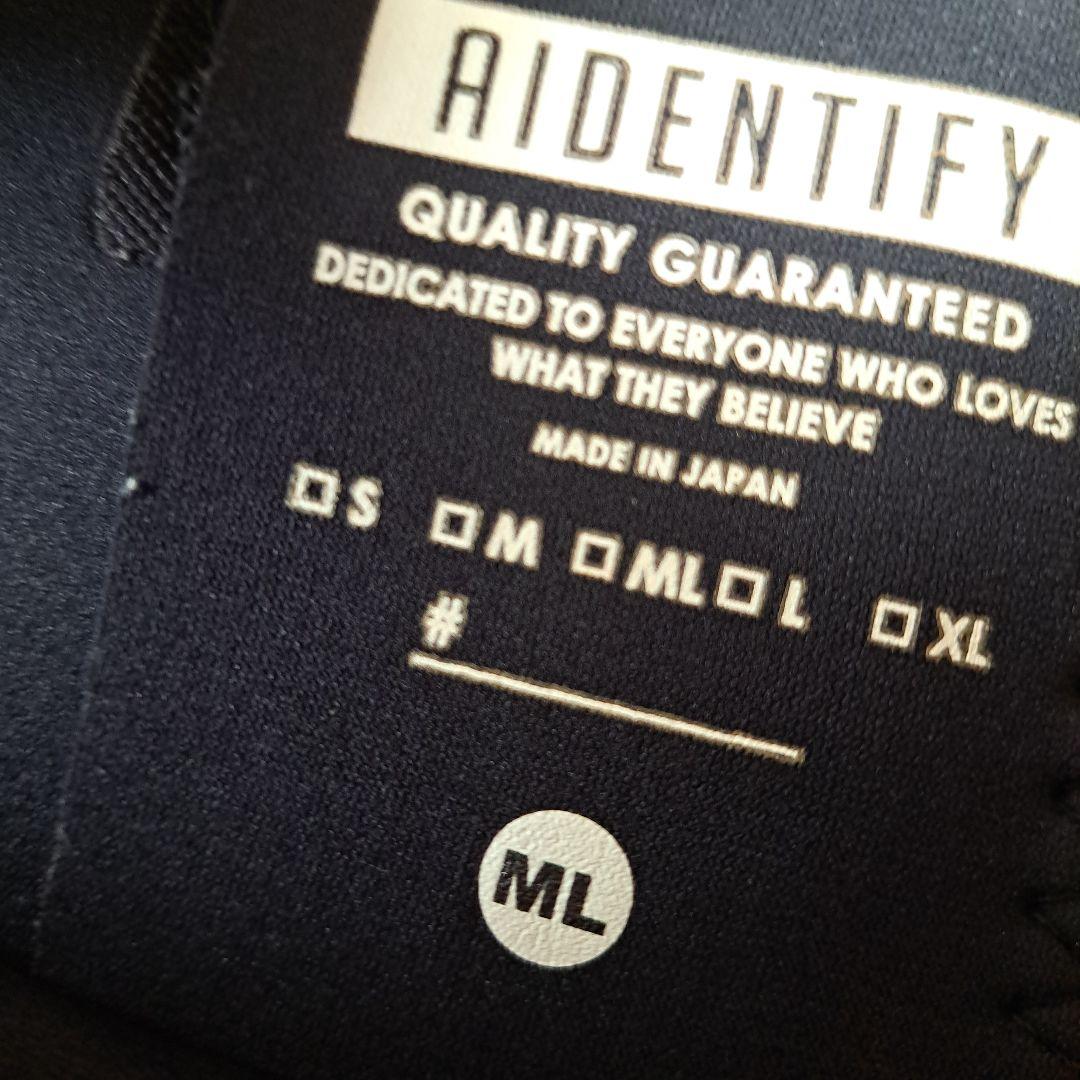 AIDENTIFY
QUALITY GUARANTEED
DEDICATED TO EVERYONE WHO LOVES
WHAT THEY BELIEVE
MADE IN JAPAN
□ S □ M □ ML □ L □ XL
#
ML